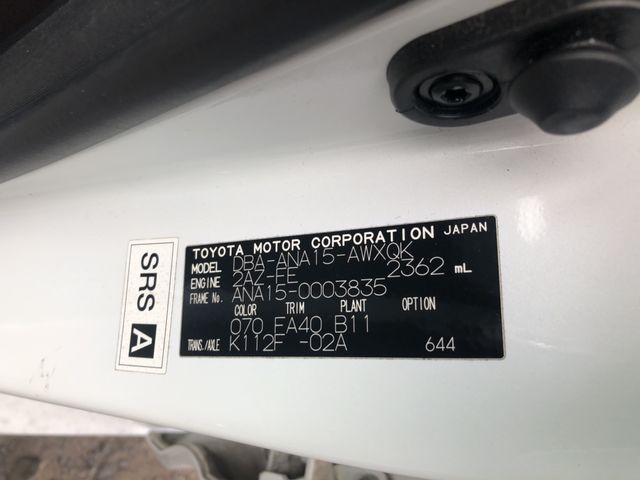 TOYOTA MOTOR CORPORATION JAPAN
MODEL DBA-ANA15-AWXQK
ENGINE 2AZ-FE 2362 mL
FRAME No. ANA15-0003835
COLOR TRIM PLANT OPTION
070 FA40 B11
TRANS./AXLE K112F -02A 644
SRS A